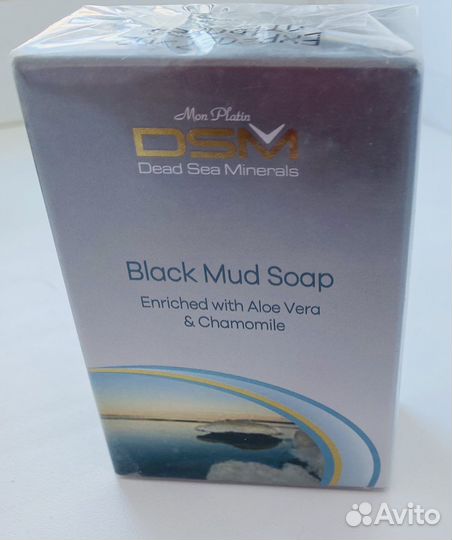 Mon Platin
DSM
Dead Sea Minerals
Black Mud Soap
Enriched with Aloe Vera
& Chamomile
Avito